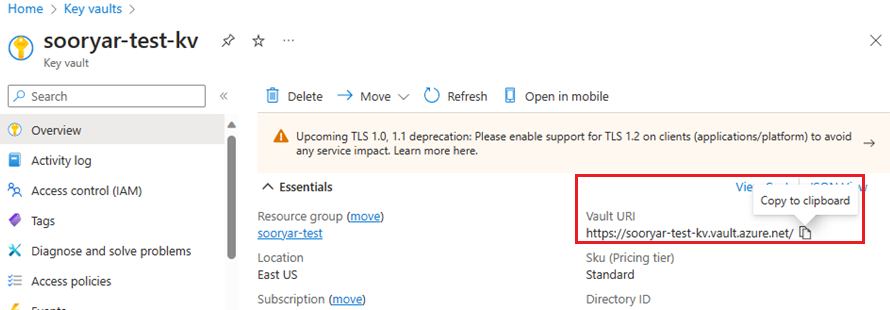 Home > Key vaults >
sooryar-test-kv
Key vault
Search
Overview
Activity log
Access control (IAM)
Tags
Diagnose and solve problems
Access policies
Events
Delete Move Refresh Open in mobile
Upcoming TLS 1.0, 1.1 deprecation: Please enable support for TLS 1.2 on clients (applications/platform) to avoid
any service impact. Learn more here.
Essentials
Copy to clipboard
Resource group (move)
sooryar-test
Location
East US
Subscription (move)
Vault URI
https://sooryar-test-kv.vault.azure.net/
Sku (Pricing tier)
Standard
Directory ID